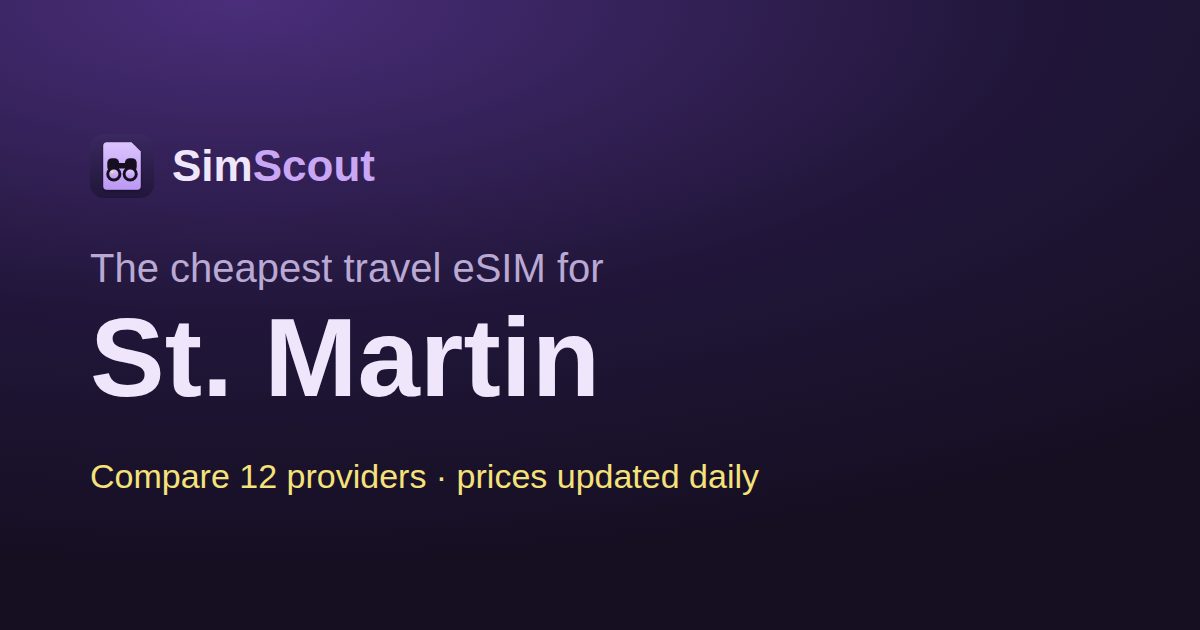 SimScout
The cheapest travel eSIM for
St. Martin
Compare 12 providers · prices updated daily